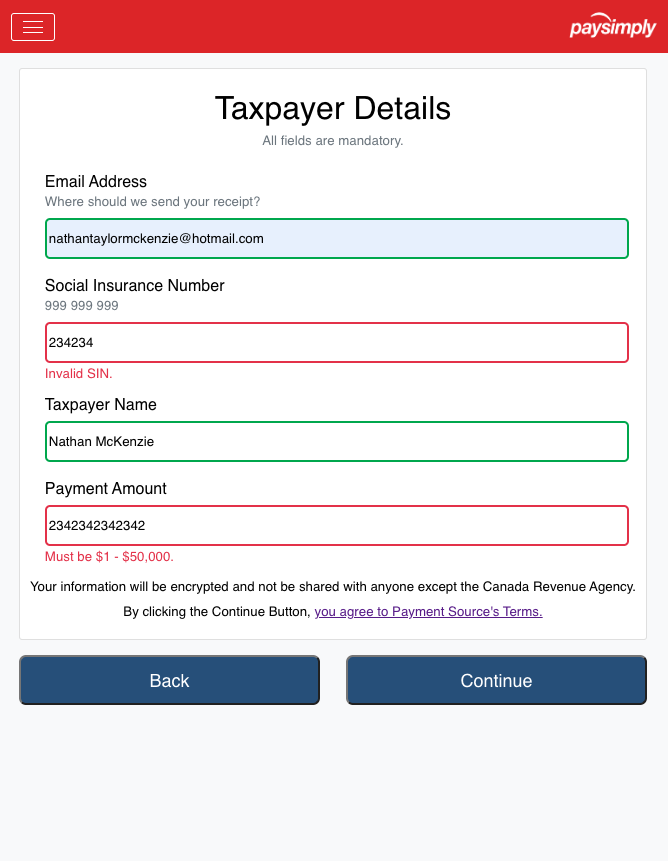 paysimply
Taxpayer Details
All fields are mandatory.
Email Address
Where should we send your receipt?
nathantaylormckenzie@hotmail.com
Social Insurance Number
999 999 999
234234
Invalid SIN.
Taxpayer Name
Nathan McKenzie
Payment Amount
2342342342342
Must be $1 - $50,000.
Your information will be encrypted and not be shared with anyone except the Canada Revenue Agency.
By clicking the Continue Button, you agree to Payment Source's Terms.
Back
Continue